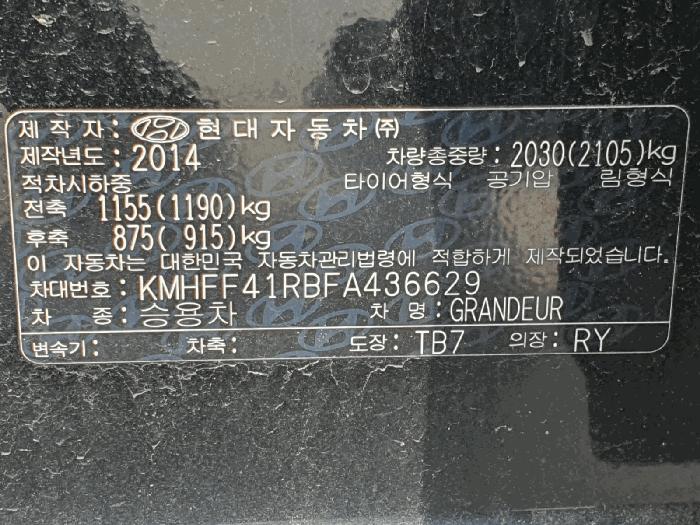 제 작 자: 현대자동차㈜
제작년도: 2014 차량총중량: 2030(2105)kg
적차시하중 타이어형식 공기압 림형식
전축 1155(1190)kg
후축 875( 915)kg
이 자동차는 대한민국 자동차관리법령에 적합하게 제작되었습니다.
차대번호: KMHFF41RBFA436629
차 종: 승용차 차 명: GRANDEUR
변속기: 차축: 도장: TB7 의장: RY